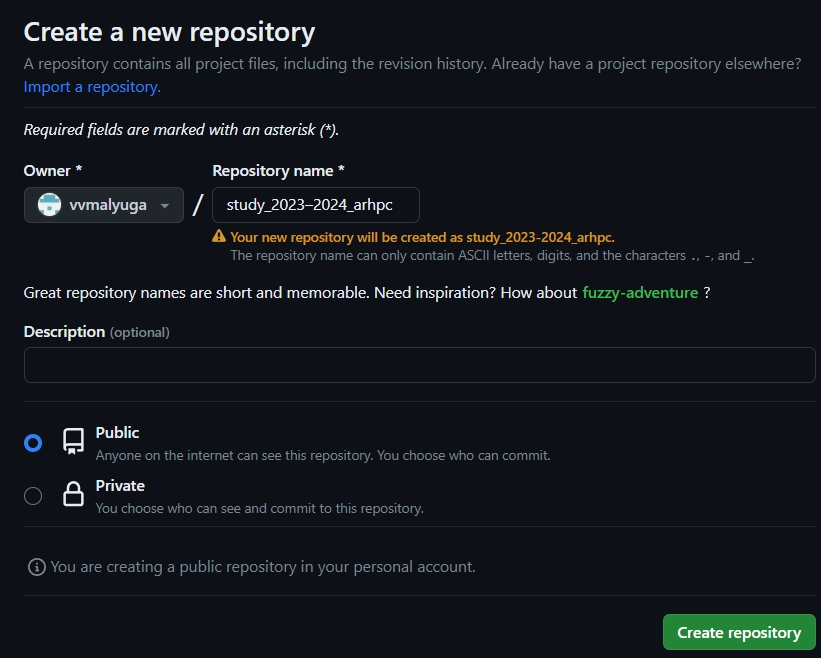 Create a new repository
A repository contains all project files, including the revision history. Already have a project repository elsewhere?
Import a repository.
Required fields are marked with an asterisk (*).
Owner *
Repository name *
vvmalyuga / study_2023–2024_arhpc
Your new repository will be created as study_2023-2024_arhpc.
The repository name can only contain ASCII letters, digits, and the characters ., -, and _.
Great repository names are short and memorable. Need inspiration? How about fuzzy-adventure ?
Description (optional)
Public
Anyone on the internet can see this repository. You choose who can commit.
Private
You choose who can see and commit to this repository.
You are creating a public repository in your personal account.
Create repository